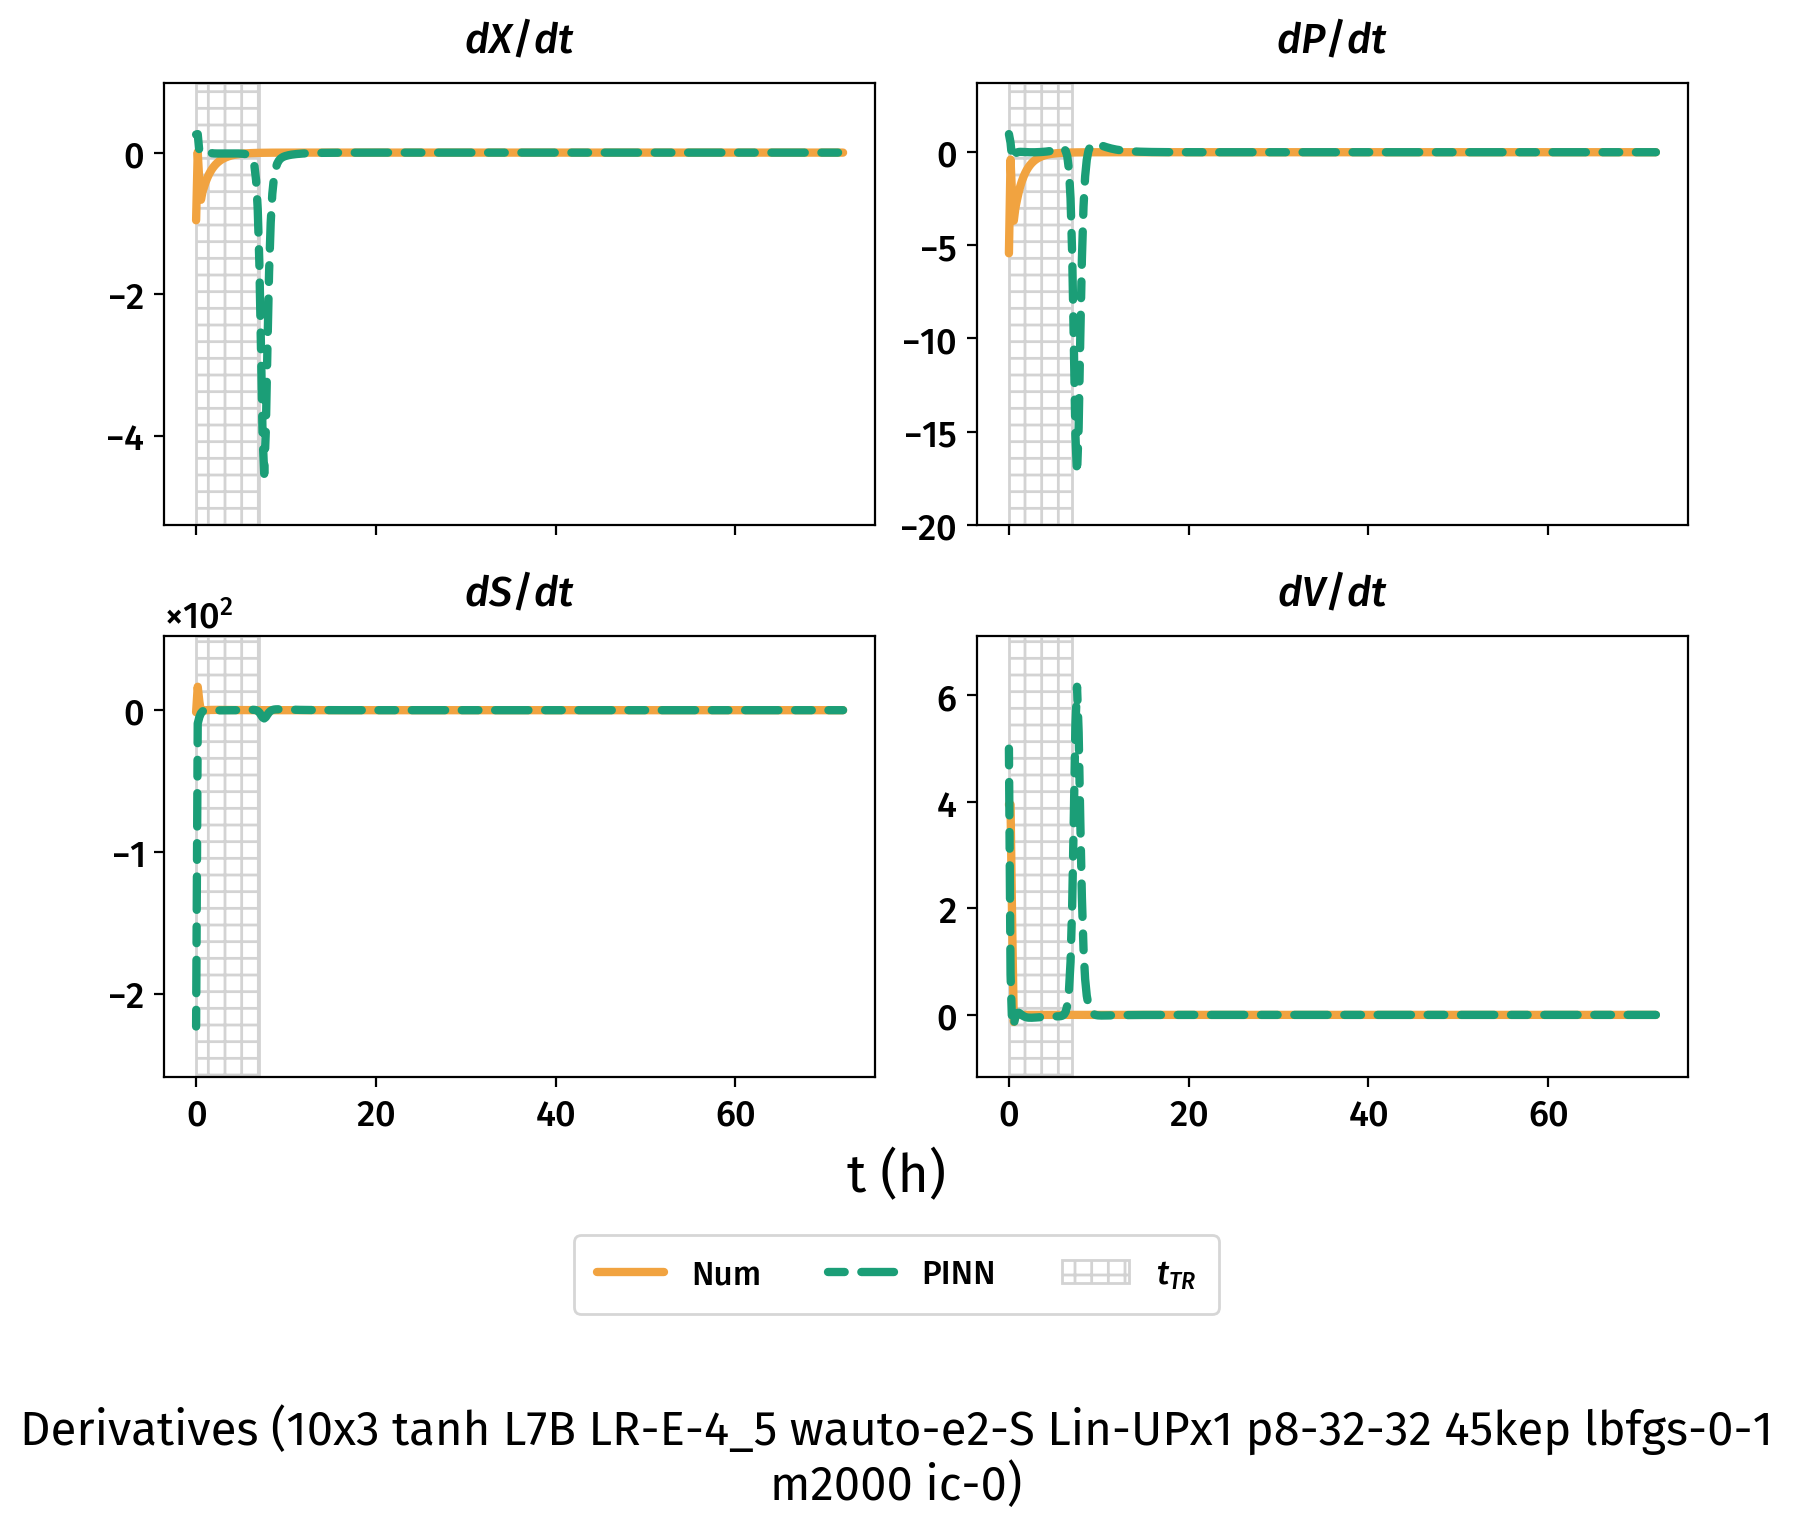 dX/dt
dP/dt
0
−2
−4
0
−5
−10
−15
−20
dS/dt
dV/dt
×10²
0
−1
−2
6
4
2
0
0 20 40 60
0 20 40 60
t (h)
Num PINN t_TR
Derivatives (10x3 tanh L7B LR-E-4_5 wauto-e2-S Lin-UPx1 p8-32-32 45kep lbfgs-0-1
m2000 ic-0)